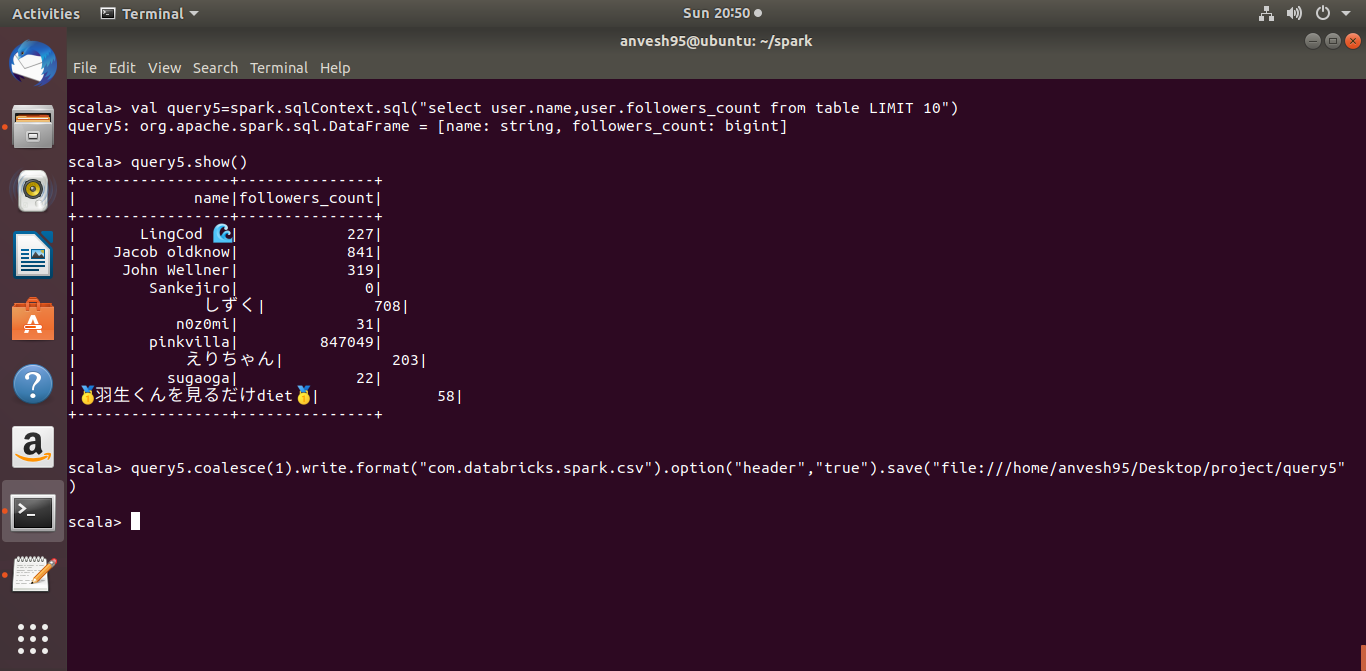 Activities Terminal Sun 20:50
anvesh95@ubuntu: ~/spark
File Edit View Search Terminal Help
scala> val query5=spark.sqlContext.sql("select user.name,user.followers_count from table LIMIT 10")
query5: org.apache.spark.sql.DataFrame = [name: string, followers_count: bigint]
scala> query5.show()
+-----------------+---------------+
|             name|followers_count|
+-----------------+---------------+
|       LingCod 🌊|            227|
|    Jacob oldknow|            841|
|     John Wellner|            319|
|        Sankejiro|              0|
|              しずく|            708|
|           n0z0mi|             31|
|        pinkvilla|         847049|
|            えりちゃん|            203|
|          sugaoga|             22|
|🥇羽生くんを見るだけdiet🥇|             58|
+-----------------+---------------+
scala> query5.coalesce(1).write.format("com.databricks.spark.csv").option("header","true").save("file:///home/anvesh95/Desktop/project/query5"
)
scala>